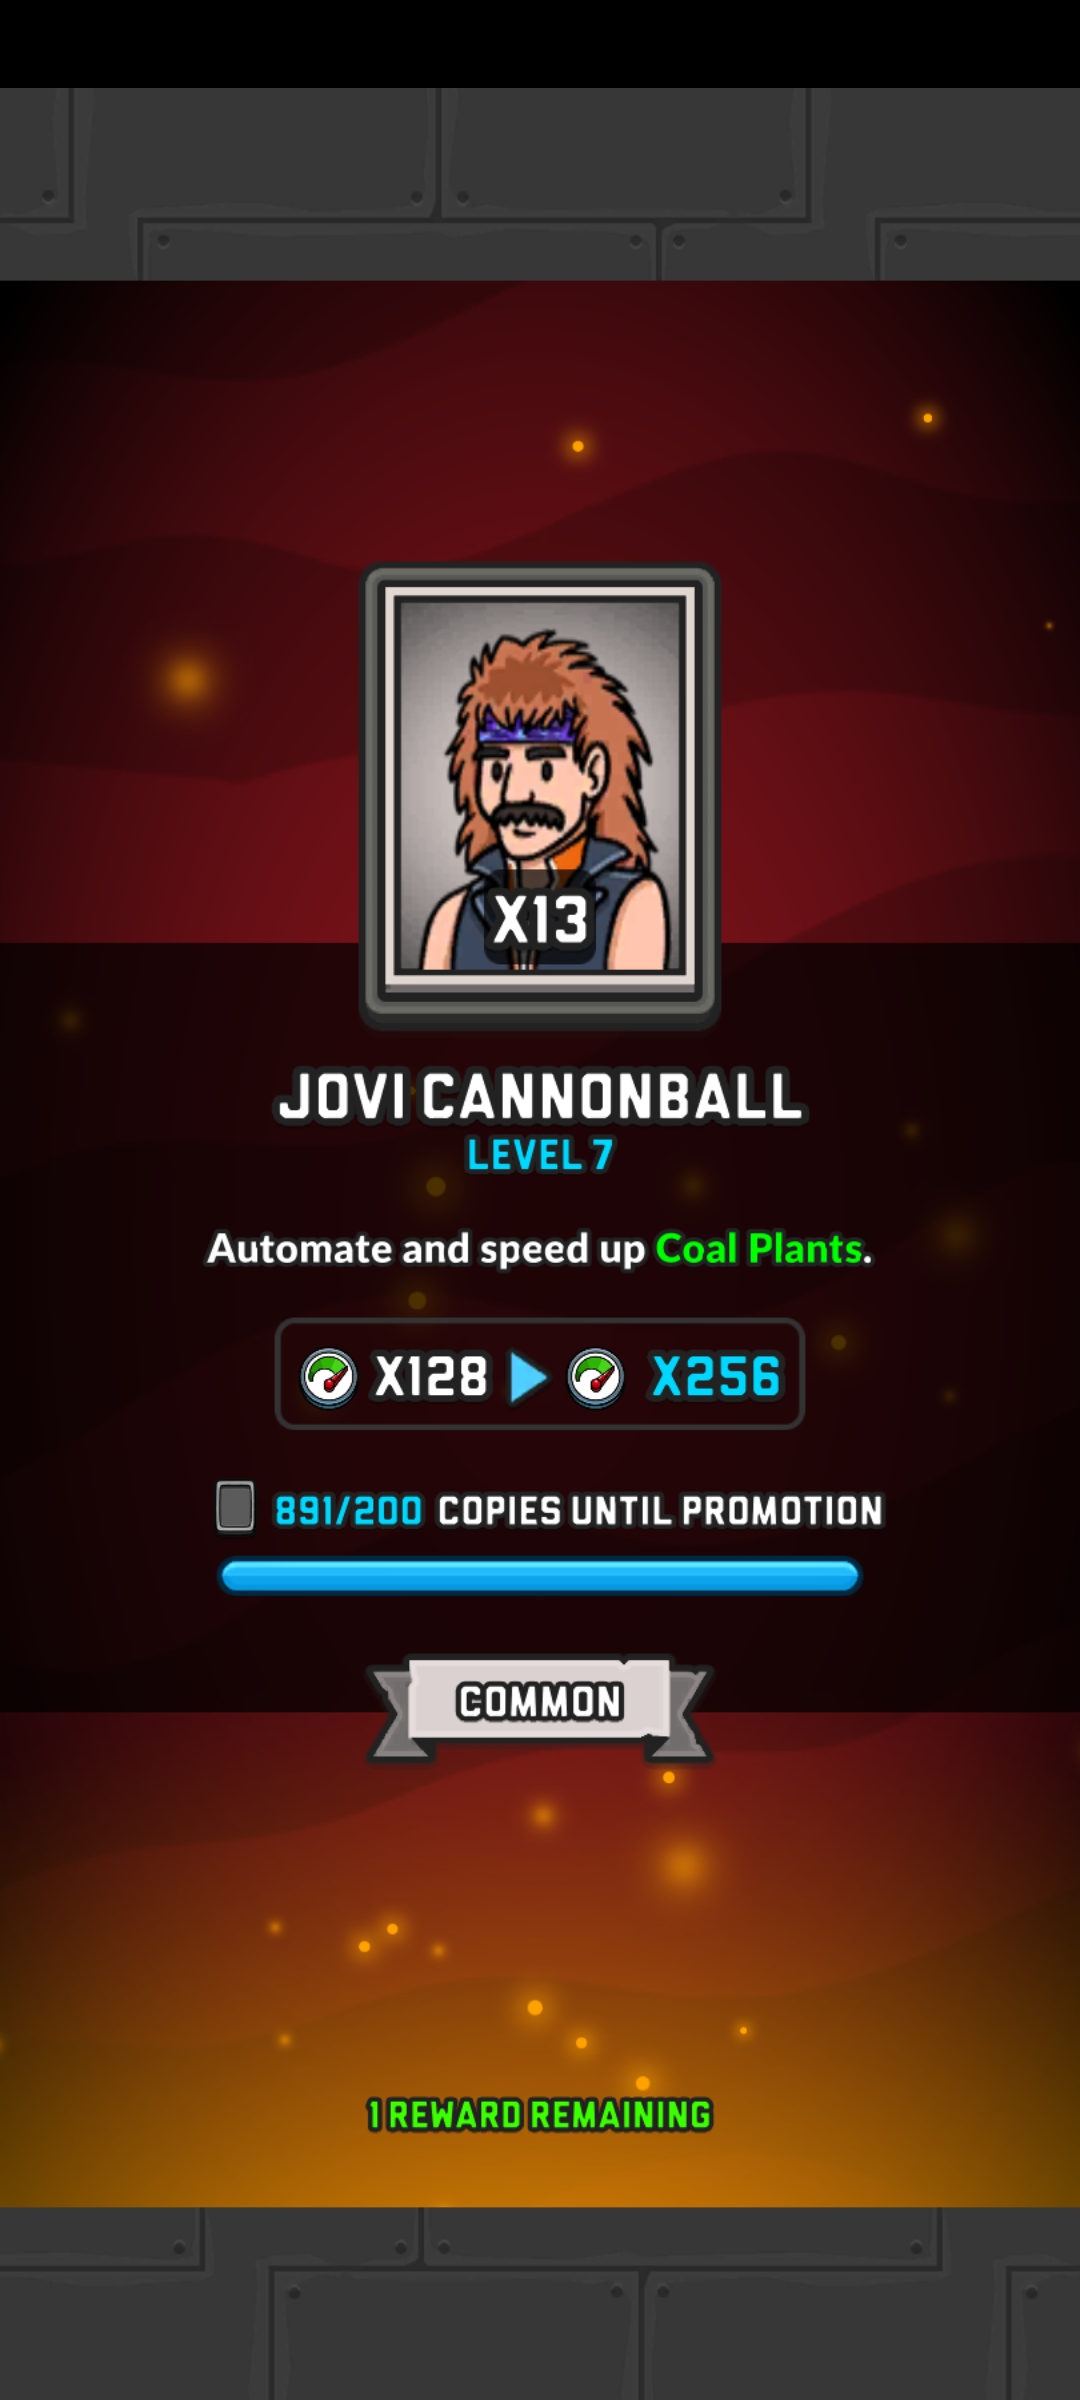 X13
JOVI CANNONBALL
LEVEL 7
Automate and speed up Coal Plants.
X128 X256
891/200 COPIES UNTIL PROMOTION
COMMON
1 REWARD REMAINING